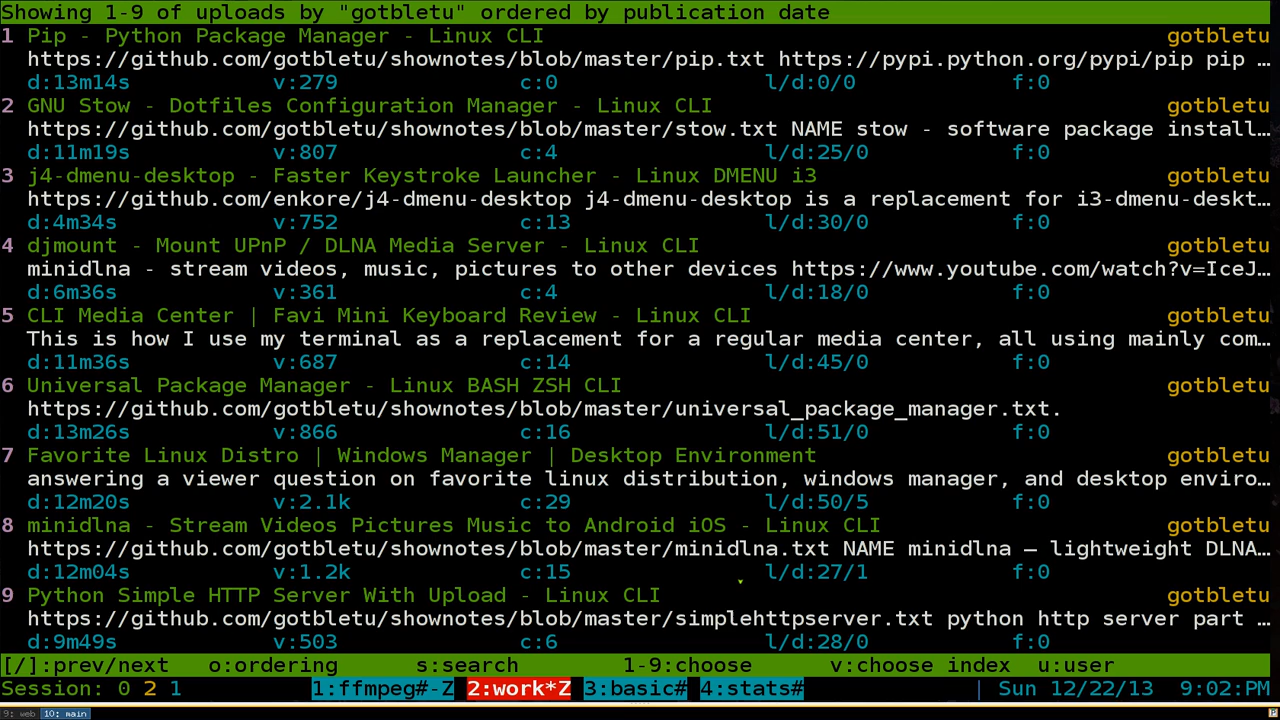 Showing 1-9 of uploads by "gotbletu" ordered by publication date
1 Pip - Python Package Manager - Linux CLI gotbletu
https://github.com/gotbletu/shownotes/blob/master/pip.txt https://pypi.python.org/pypi/pip pip …
d:13m14s v:279 c:0 l/d:0/0 f:0
2 GNU Stow - Dotfiles Configuration Manager - Linux CLI gotbletu
https://github.com/gotbletu/shownotes/blob/master/stow.txt NAME stow - software package install…
d:11m19s v:807 c:4 l/d:25/0 f:0
3 j4-dmenu-desktop - Faster Keystroke Launcher - Linux DMENU i3 gotbletu
https://github.com/enkore/j4-dmenu-desktop j4-dmenu-desktop is a replacement for i3-dmenu-deskt…
d:4m34s v:752 c:13 l/d:30/0 f:0
4 djmount - Mount UPnP / DLNA Media Server - Linux CLI gotbletu
minidlna - stream videos, music, pictures to other devices https://www.youtube.com/watch?v=IceJ…
d:6m36s v:361 c:4 l/d:18/0 f:0
5 CLI Media Center | Favi Mini Keyboard Review - Linux CLI gotbletu
This is how I use my terminal as a replacement for a regular media center, all using mainly com…
d:11m36s v:687 c:14 l/d:45/0 f:0
6 Universal Package Manager - Linux BASH ZSH CLI gotbletu
https://github.com/gotbletu/shownotes/blob/master/universal_package_manager.txt.
d:13m26s v:866 c:16 l/d:51/0 f:0
7 Favorite Linux Distro | Windows Manager | Desktop Environment gotbletu
answering a viewer question on favorite linux distribution, windows manager, and desktop enviro…
d:12m20s v:2.1k c:29 l/d:50/5 f:0
8 minidlna - Stream Videos Pictures Music to Android iOS - Linux CLI gotbletu
https://github.com/gotbletu/shownotes/blob/master/minidlna.txt NAME minidlna — lightweight DLNA…
d:12m04s v:1.2k c:15 l/d:27/1 f:0
9 Python Simple HTTP Server With Upload - Linux CLI gotbletu
https://github.com/gotbletu/shownotes/blob/master/simplehttpserver.txt python http server part …
d:9m49s v:503 c:6 l/d:28/0 f:0
[/]:prev/next o:ordering s:search 1-9:choose v:choose index u:user
Session: 0 2 1 1:ffmpeg#-Z 2:work*Z 3:basic# 4:stats# | Sun 12/22/13 9:02:PM
9: web 10: main